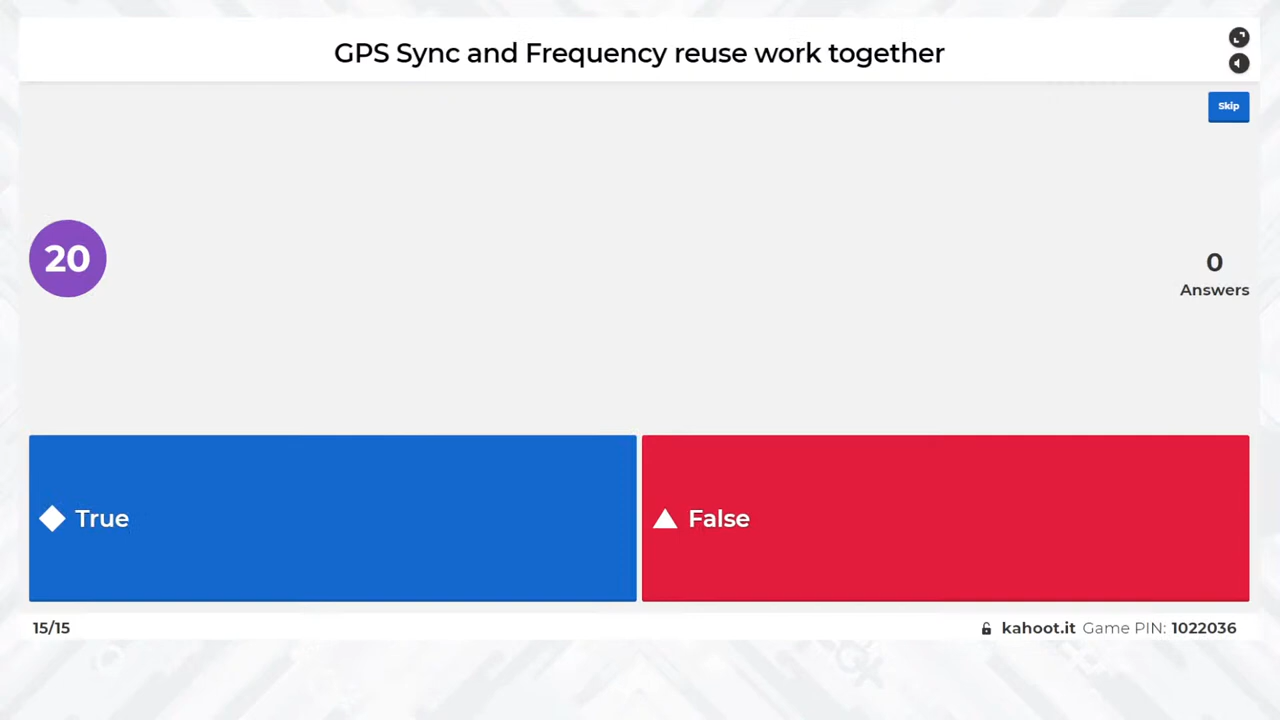 GPS Sync and Frequency reuse work together
Skip
20
0
Answers
True
False
15/15
kahoot.it Game PIN: 1022036